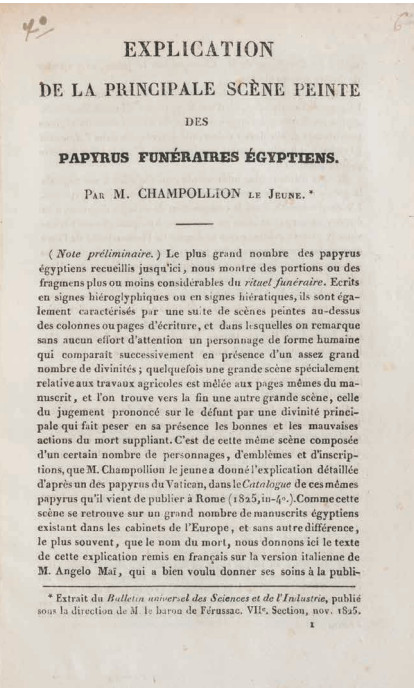 4°
EXPLICATION
DE LA PRINCIPALE SCÈNE PEINTE
DES
PAPYRUS FUNÉRAIRES ÉGYPTIENS.
PAR M. CHAMPOLLION LE JEUNE.*
(Note préliminaire.) Le plus grand nombre des papyrus
égyptiens recueillis jusqu'ici, nous montre des portions ou des
fragmens plus ou moins considérables du rituel funéraire. Ecrits
en signes hiéroglyphiques ou en signes hiératiques, ils sont éga-
lement caractérisés par une suite de scènes peintes au-dessus
des colonnes ou pages d'écriture, et dans lesquelles on remarque
sans aucun effort d'attention un personnage de forme humaine
qui comparaît successivement en présence d'un assez grand
nombre de divinités ; quelquefois une grande scène spécialement
relative aux travaux agricoles est mêlée aux pages mêmes du ma-
nuscrit, et l'on trouve vers la fin une autre grande scène, celle
du jugement prononcé sur le défunt par une divinité princi-
pale qui fait peser en sa présence les bonnes et les mauvaises
actions du mort suppliant. C'est de cette même scène composée
d'un certain nombre de personnages, d'emblèmes et d'inscrip-
tions, que M. Champollion le jeune a donné l'explication détaillée
d'après un des papyrus du Vatican, dans le Catalogue de ces mêmes
papyrus qu'il vient de publier à Rome (1825, in-4°.). Comme cette
scène se retrouve sur un grand nombre de manuscrits égyptiens
existant dans les cabinets de l'Europe, et sans autre différence,
le plus souvent, que le nom du mort, nous donnons ici le texte
de cette explication remis en français sur la version italienne de
M. Angelo Maï, qui a bien voulu donner ses soins à la publi-
* Extrait du Bulletin universel des Sciences et de l'Industrie, publié
sous la direction de M. le baron de Férussac. VIIe. Section, nov. 1825.
1